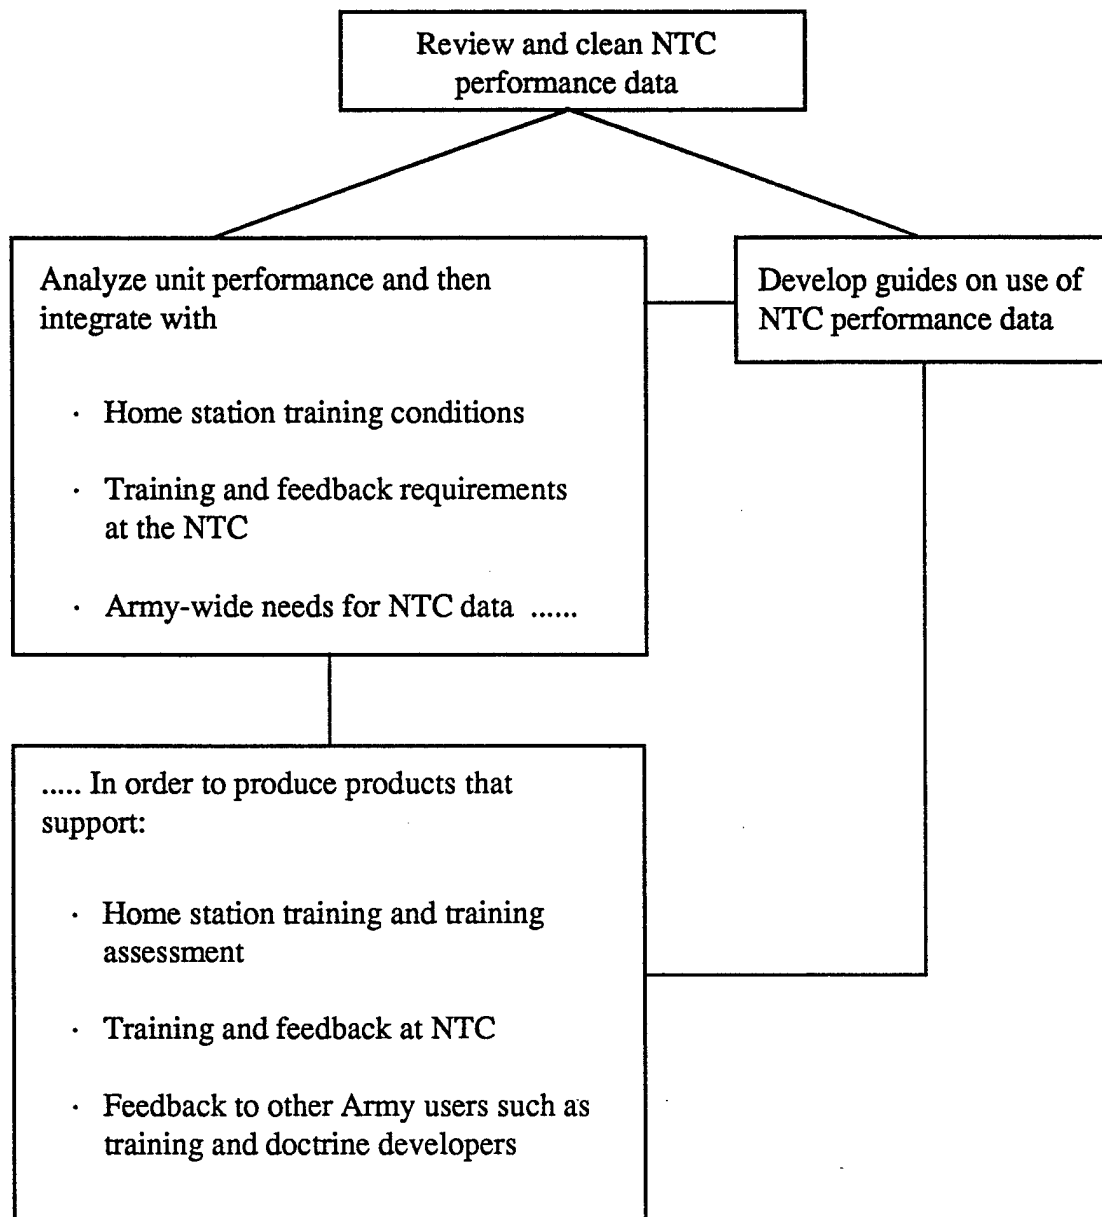 Review and clean NTC
performance data
Analyze unit performance and then
integrate with
· Home station training conditions
· Training and feedback requirements
at the NTC
· Army-wide needs for NTC data ......
Develop guides on use of
NTC performance data
..... In order to produce products that
support:
· Home station training and training
assessment
· Training and feedback at NTC
· Feedback to other Army users such as
training and doctrine developers